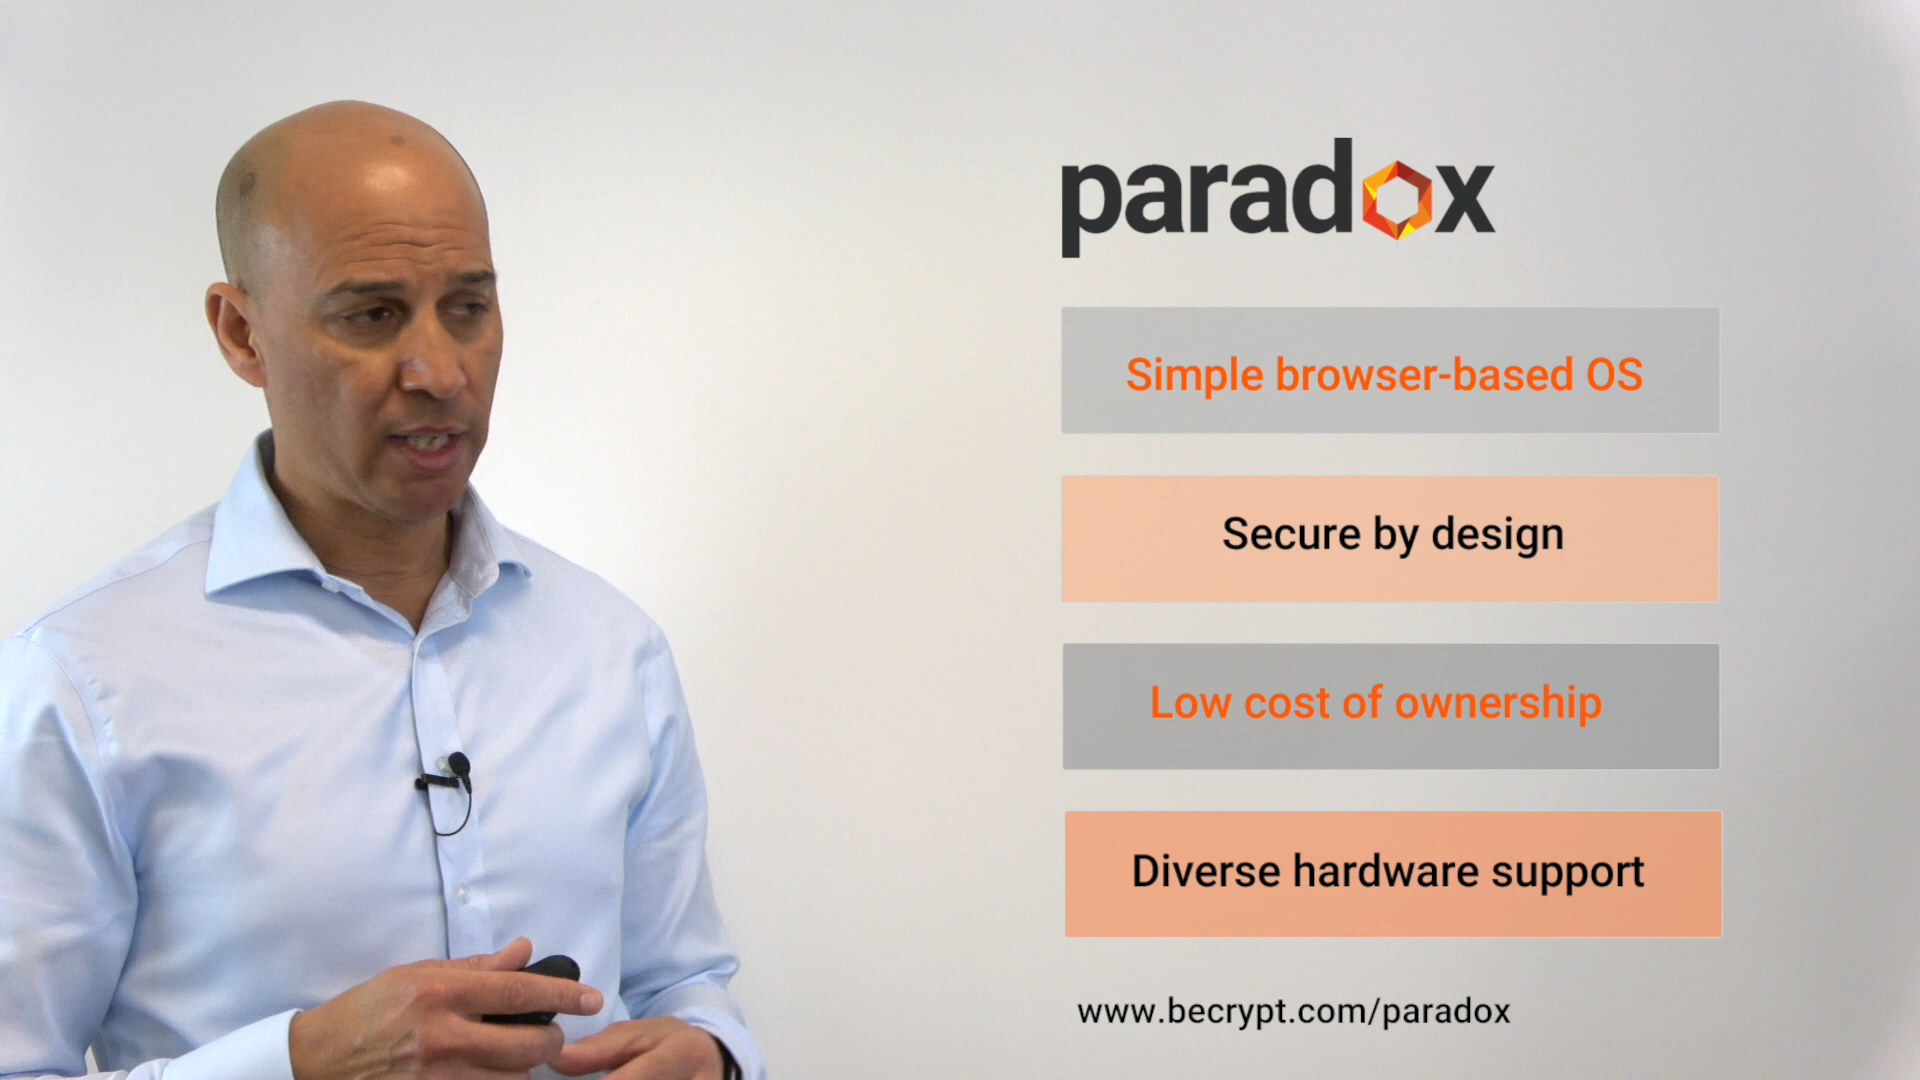 paradox
Simple browser-based OS
Secure by design
Low cost of ownership
Diverse hardware support
www.becrypt.com/paradox